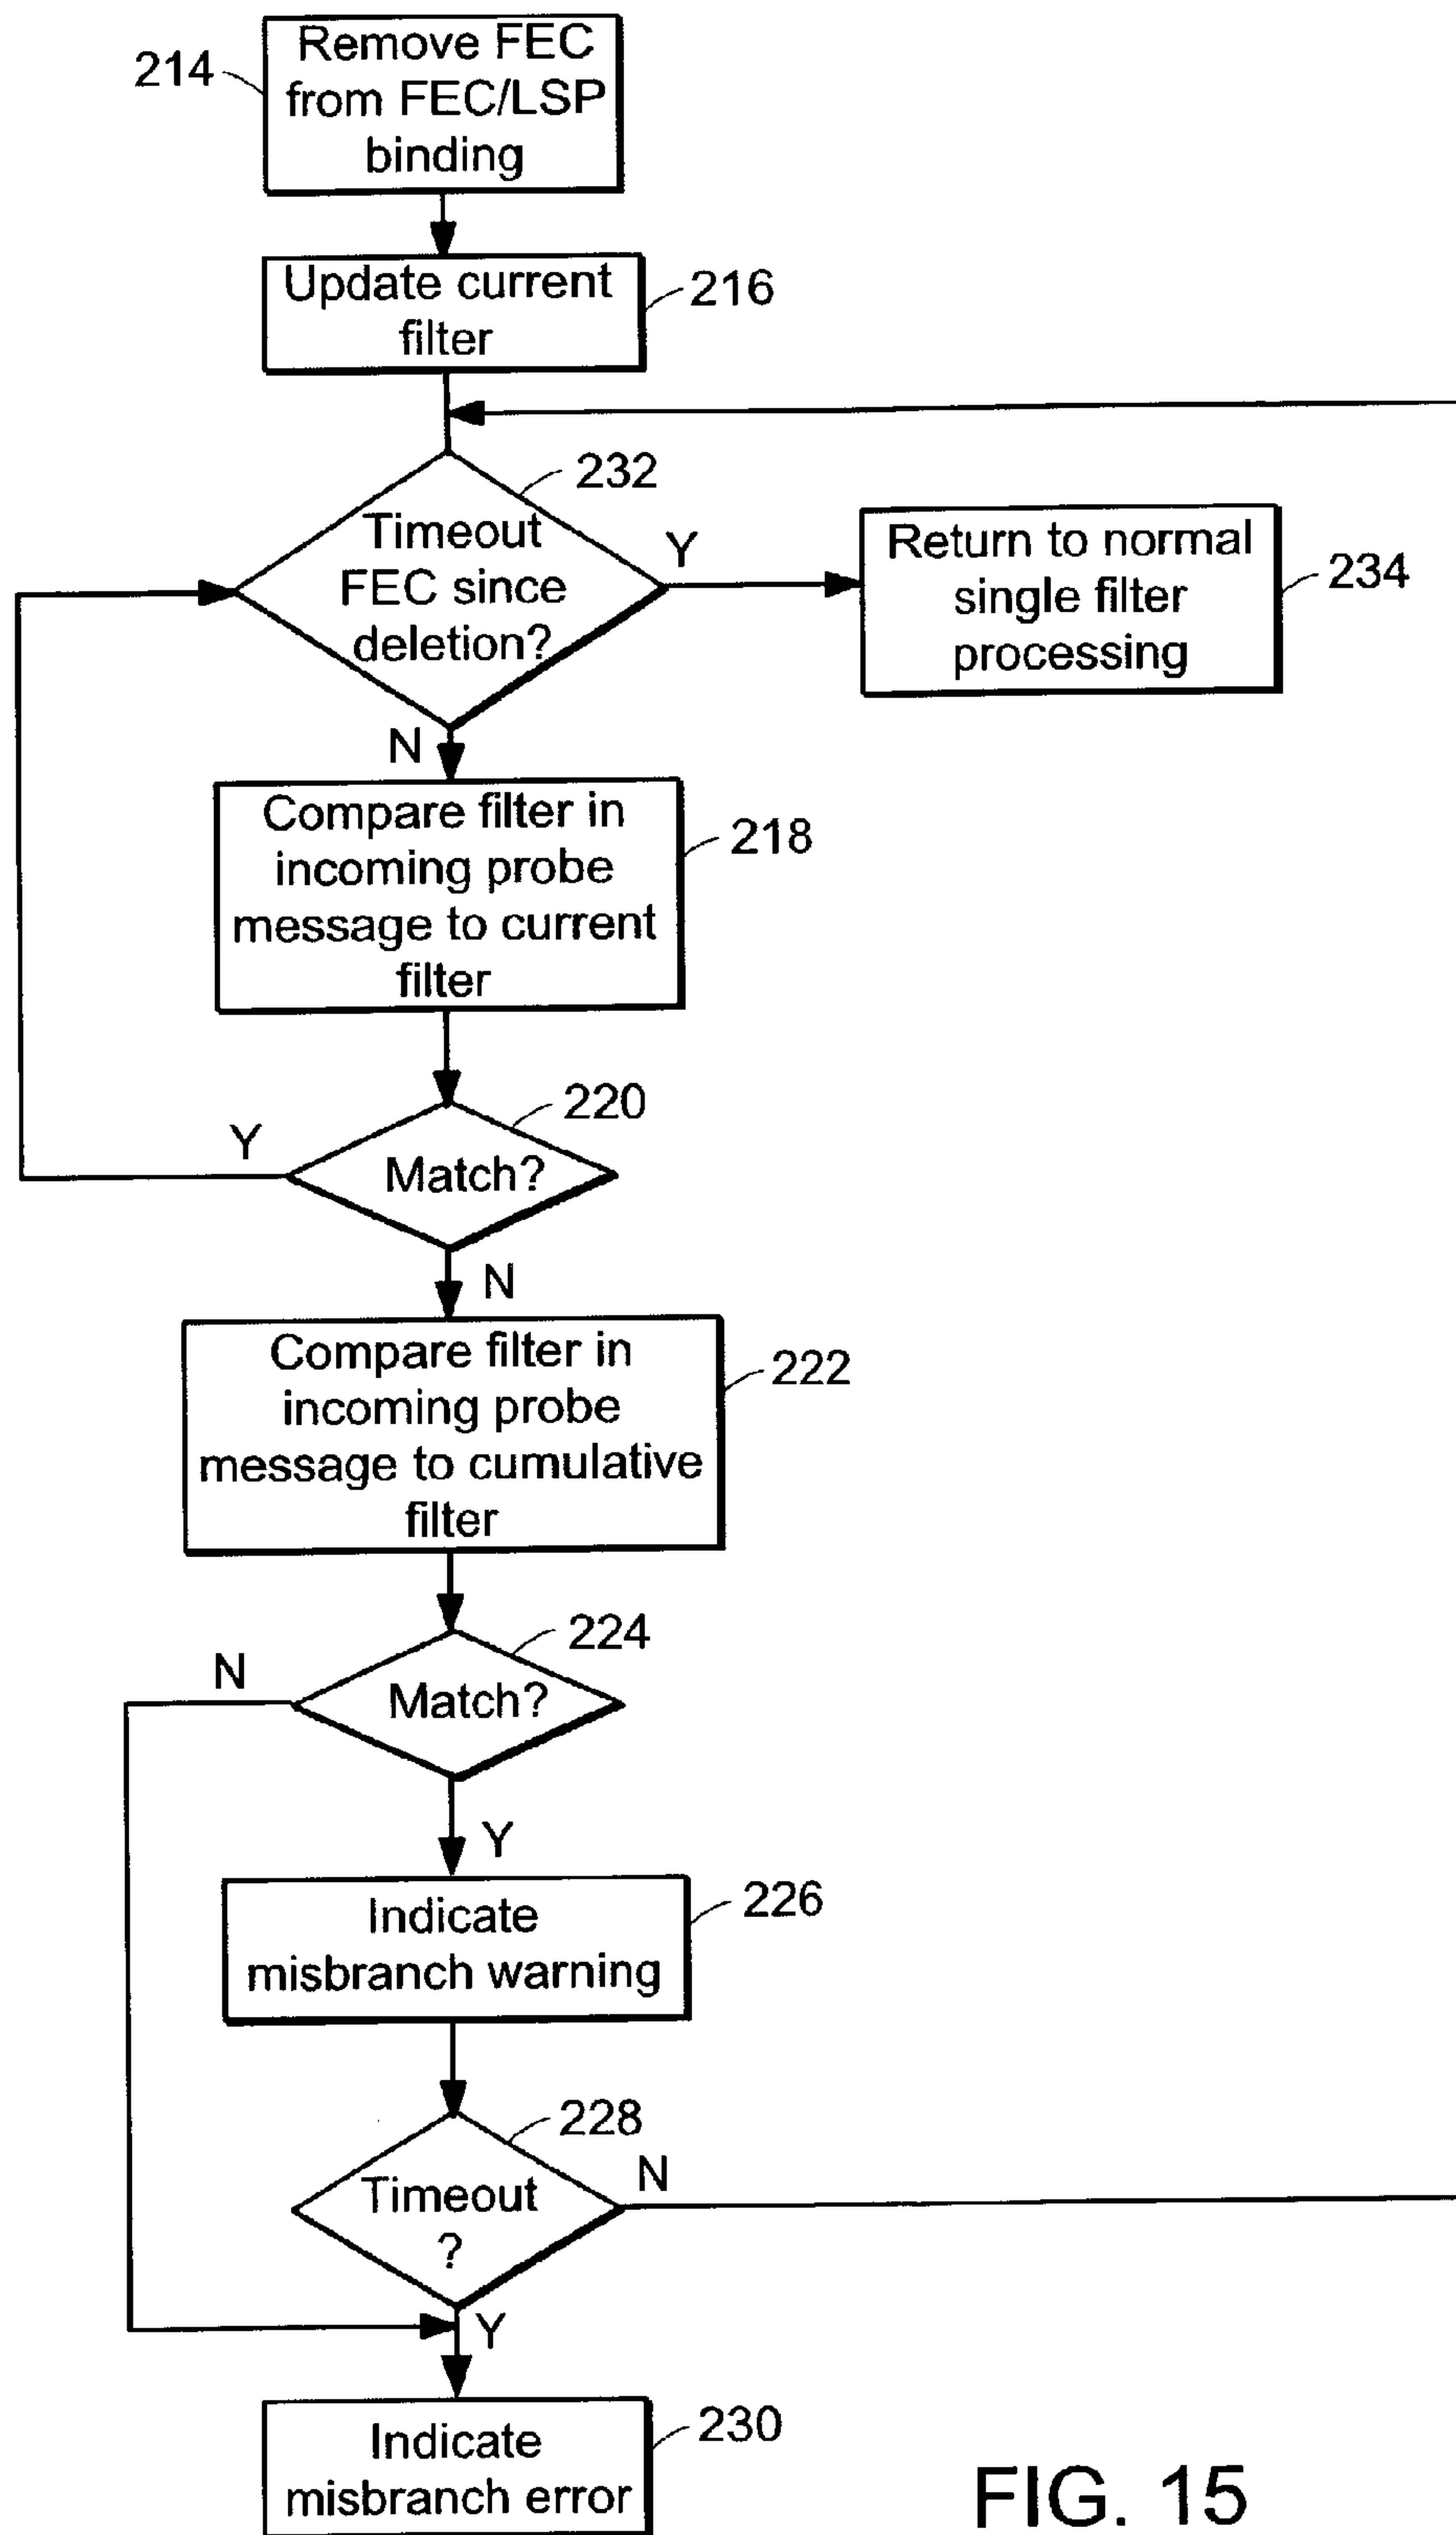 Remove FEC
from FEC/LSP
binding
214
Update current
filter
216
232
Timeout
FEC since
deletion?
Y
Return to normal
single filter
processing
234
N
Compare filter in
incoming probe
message to current
filter
218
220
Y
Match?
N
Compare filter in
incoming probe
message to cumulative
filter
222
224
N
Match?
Y
Indicate
misbranch warning
226
228
N
Timeout
?
Y
Indicate
misbranch error
230
FIG. 15